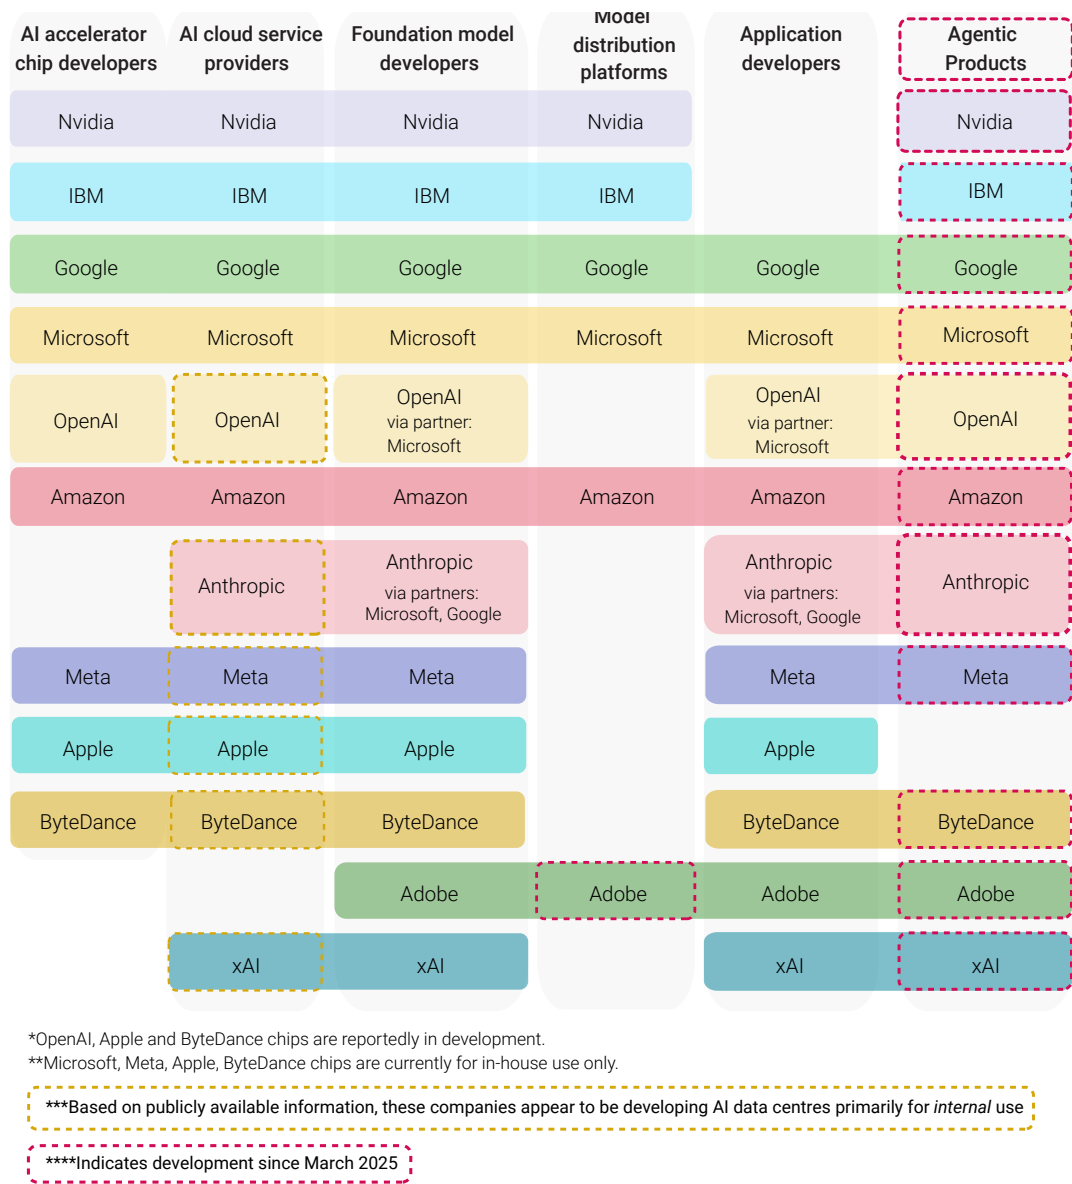 AI accelerator
chip developers
AI cloud service
providers
Foundation model
developers
Model
distribution
platforms
Application
developers
Agentic
Products
Nvidia Nvidia Nvidia Nvidia Nvidia
IBM IBM IBM IBM IBM
Google Google Google Google Google Google
Microsoft Microsoft Microsoft Microsoft Microsoft Microsoft
OpenAI
OpenAI
OpenAI
via partner:
Microsoft
OpenAI
via partner:
Microsoft
OpenAI
Amazon Amazon Amazon Amazon Amazon Amazon
Anthropic
Anthropic
via partners:
Microsoft, Google
Anthropic
via partners:
Microsoft, Google
Anthropic
Meta Meta Meta Meta Meta
Apple Apple Apple Apple
ByteDance ByteDance ByteDance ByteDance ByteDance
Adobe Adobe Adobe Adobe
xAI xAI xAI xAI
*OpenAI, Apple and ByteDance chips are reportedly in development.
**Microsoft, Meta, Apple, ByteDance chips are currently for in-house use only.
***Based on publicly available information, these companies appear to be developing AI data centres primarily for internal use
****Indicates development since March 2025